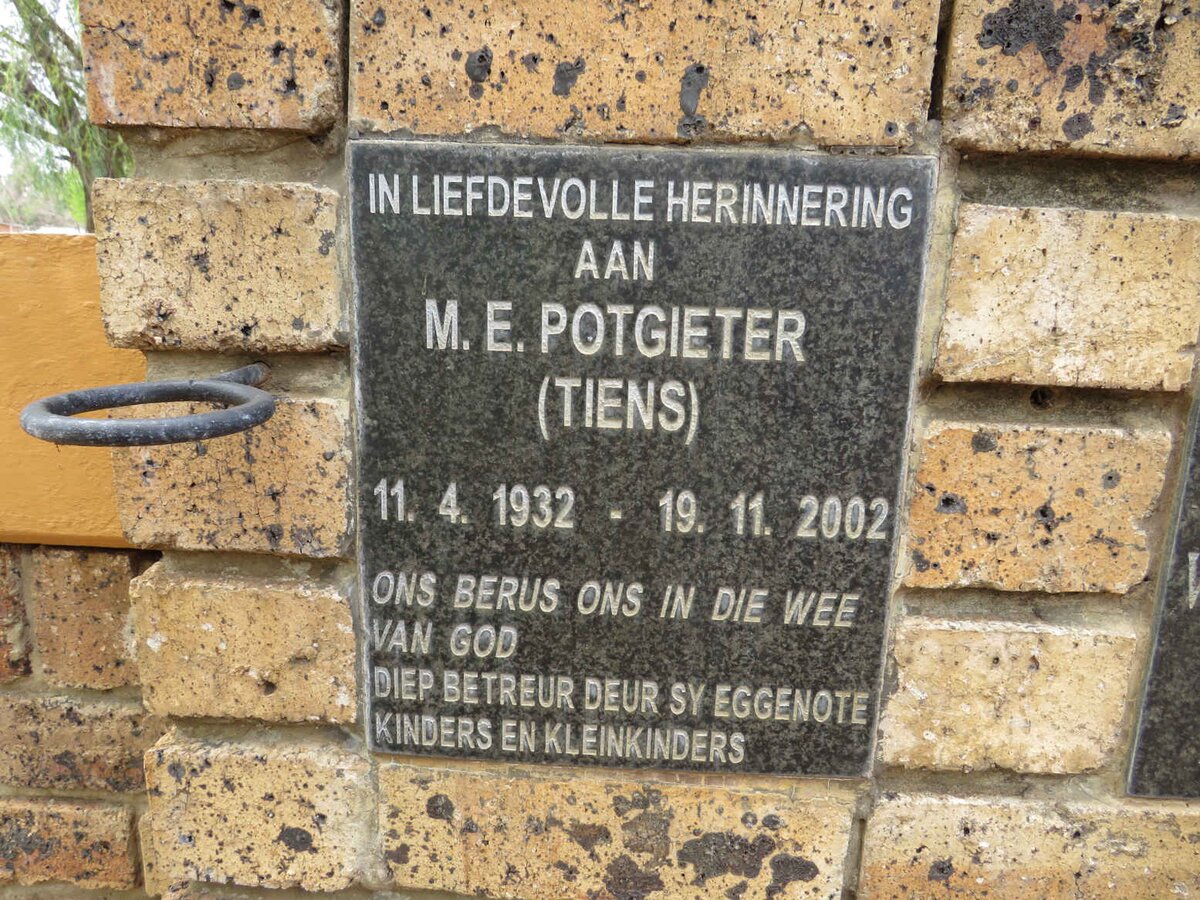 IN LIEFDEVOLLE HERINNERING
AAN
M. E. POTGIETER
(TIENS)
11. 4. 1932 - 19. 11. 2002
ONS BERUS ONS IN DIE WEE
VAN GOD
DIEP BETREUR DEUR SY EGGENOTE
KINDERS EN KLEINKINDERS